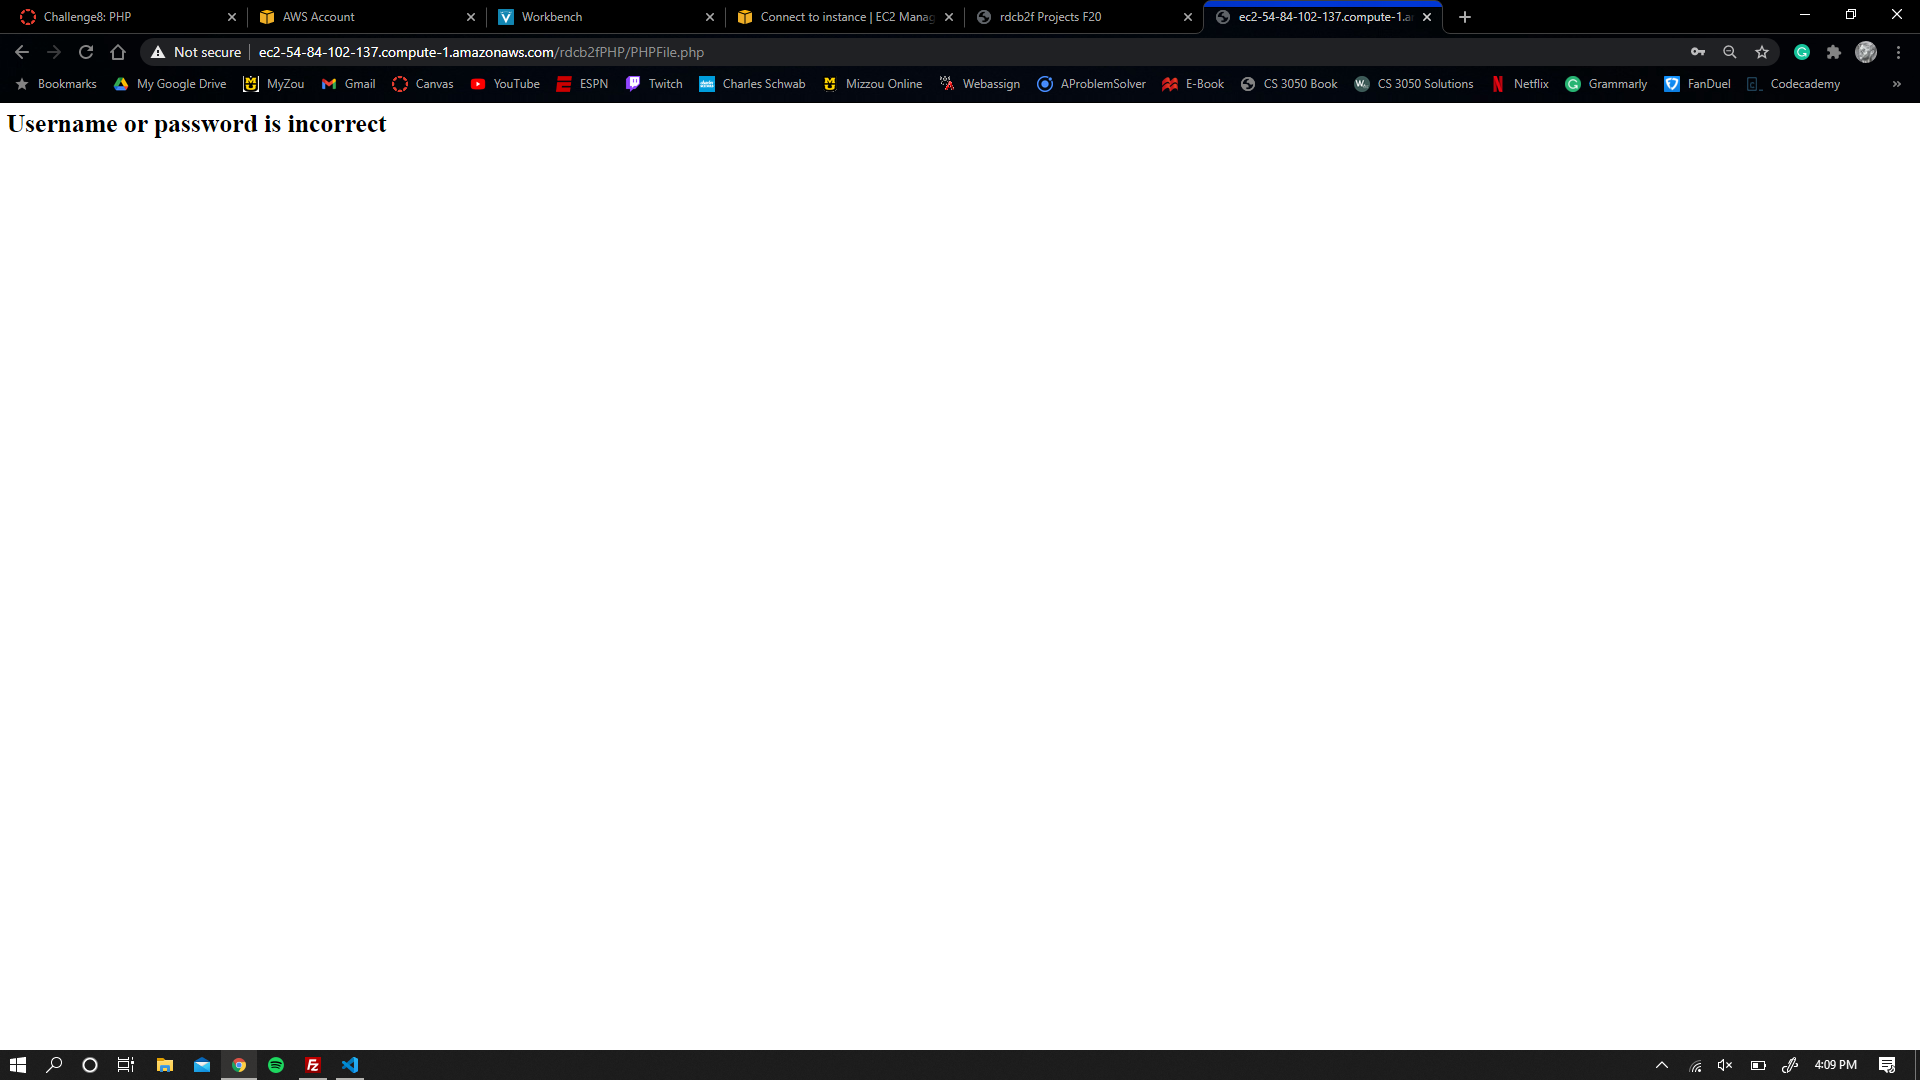 Challenge8: PHP
AWS Account
Workbench
Connect to instance | EC2 Manag
rdcb2f Projects F20
ec2-54-84-102-137.compute-1.a
Not secure
ec2-54-84-102-137.compute-1.amazonaws.com/rdcb2fPHP/PHPFile.php
Bookmarks
My Google Drive
MyZou
Gmail
Canvas
YouTube
ESPN
Twitch
Charles Schwab
Mizzou Online
Webassign
AProblemSolver
E-Book
CS 3050 Book
CS 3050 Solutions
Netflix
Grammarly
FanDuel
Codecademy
Username or password is incorrect
4:09 PM